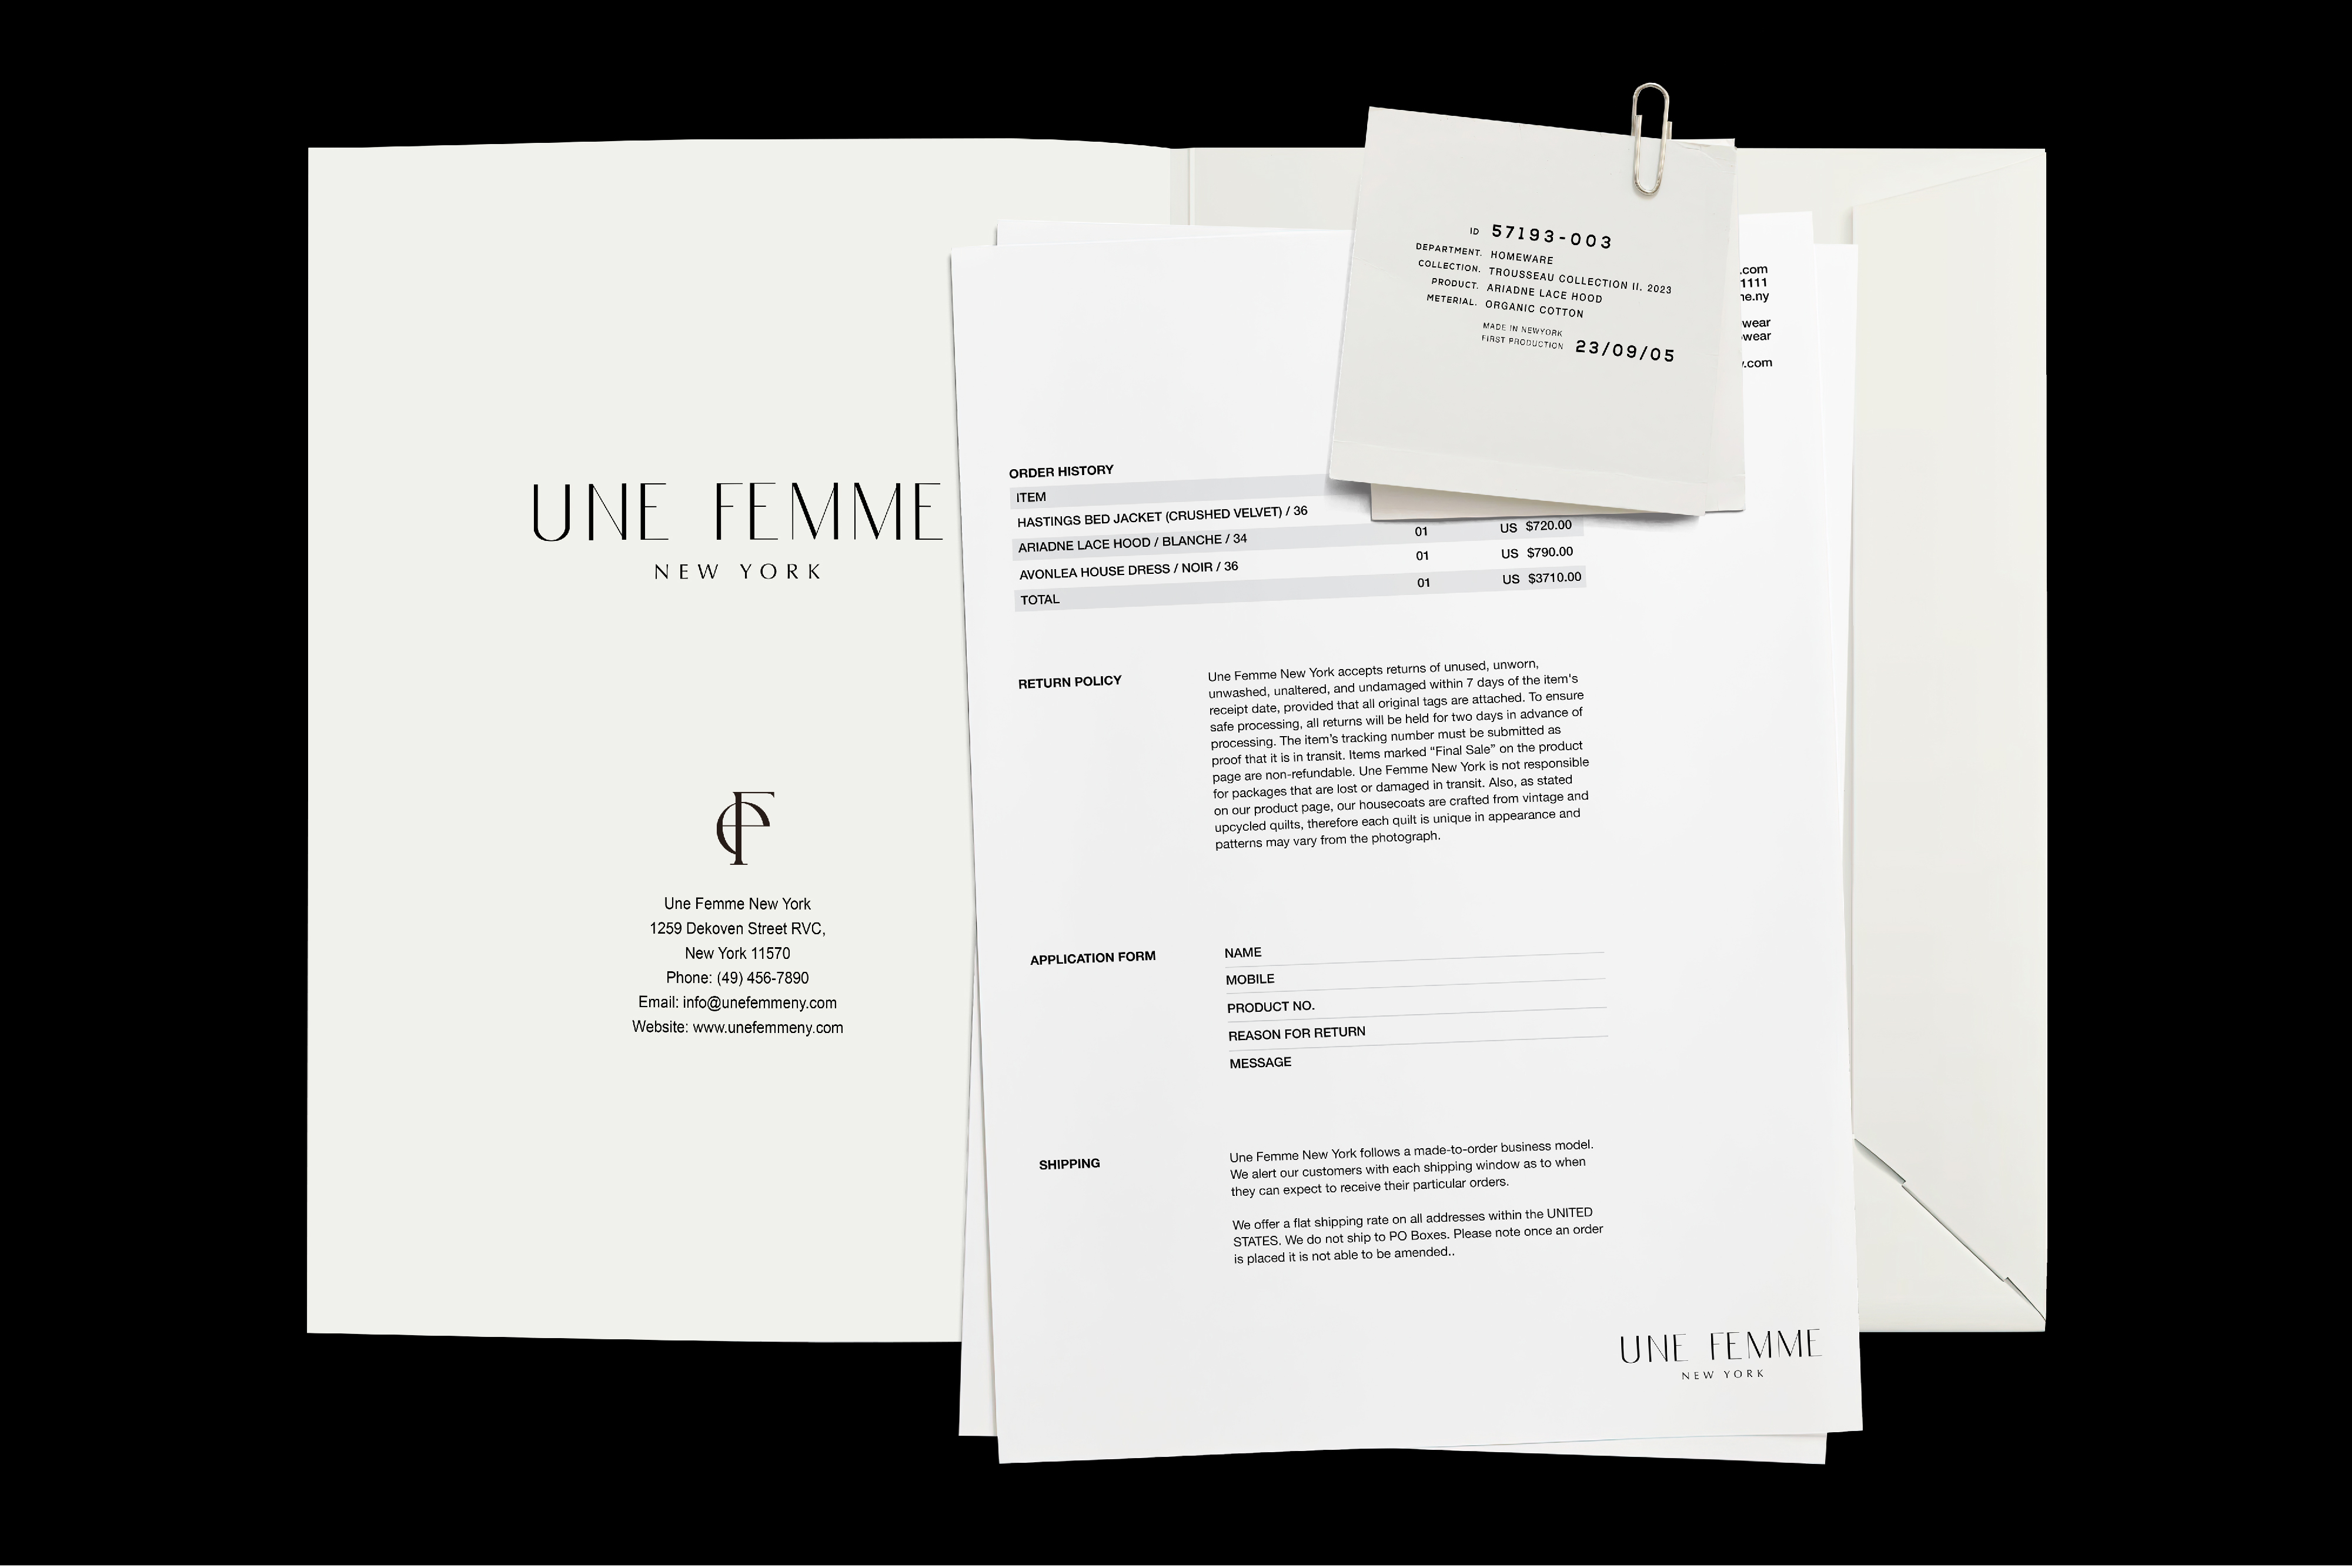 UNE FEMME
NEW YORK
Une Femme New York
1259 Dekoven Street RVC,
New York 11570
Phone: (49) 456-7890
Email: info@unefemmeny.com
Website: www.unefemmeny.com
ID 57193-003
DEPARTMENT. HOMEWARE
COLLECTION. TROUSSEAU COLLECTION II. 2023
PRODUCT. ARIADNE LACE HOOD
METERIAL. ORGANIC COTTON
MADE IN NEWYORK
FIRST PRODUCTION 23/09/05
.com
1111
ne.ny
wear
wear
.com
ORDER HISTORY
ITEM
HASTINGS BED JACKET (CRUSHED VELVET) / 36
ARIADNE LACE HOOD / BLANCHE / 34 01 US $720.00
AVONLEA HOUSE DRESS / NOIR / 36 01 US $790.00
TOTAL 01 US $3710.00
RETURN POLICY
Une Femme New York accepts returns of unused, unworn,
unwashed, unaltered, and undamaged within 7 days of the item's
receipt date, provided that all original tags are attached. To ensure
safe processing, all returns will be held for two days in advance of
processing. The item’s tracking number must be submitted as
proof that it is in transit. Items marked “Final Sale” on the product
page are non-refundable. Une Femme New York is not responsible
for packages that are lost or damaged in transit. Also, as stated
on our product page, our housecoats are crafted from vintage and
upcycled quilts, therefore each quilt is unique in appearance and
patterns may vary from the photograph.
APPLICATION FORM
NAME
MOBILE
PRODUCT NO.
REASON FOR RETURN
MESSAGE
SHIPPING
Une Femme New York follows a made-to-order business model.
We alert our customers with each shipping window as to when
they can expect to receive their particular orders.
We offer a flat shipping rate on all addresses within the UNITED
STATES. We do not ship to PO Boxes. Please note once an order
is placed it is not able to be amended..
UNE FEMME
NEW YORK